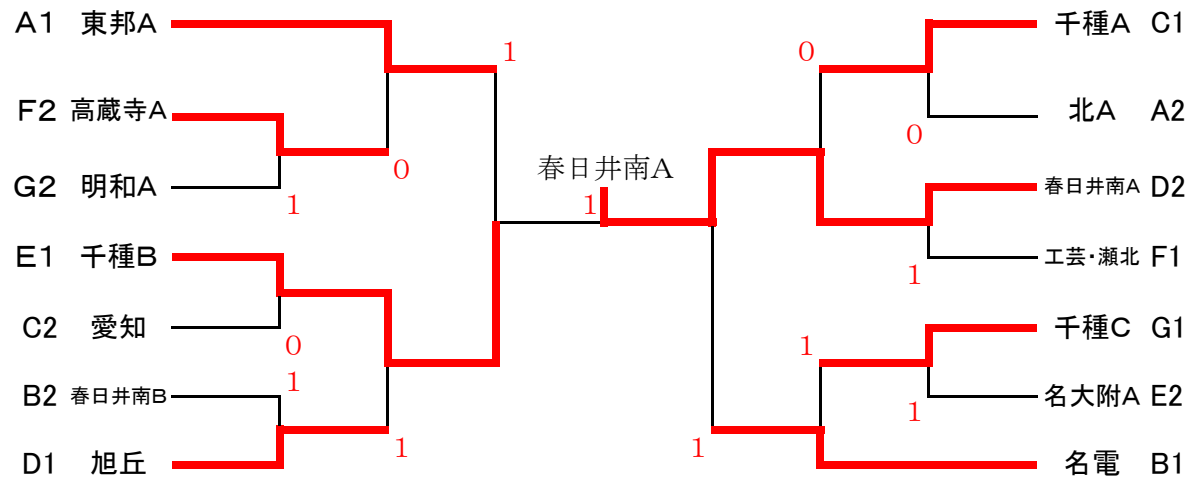 A1 東邦A
F2 高蔵寺A
G2 明和A
E1 千種B
C2 愛知
B2 春日井南B
D1 旭丘
1
0
1
0
1
1
春日井南A
1
0
0
1
1
1
1
千種A C1
北A A2
春日井南A D2
工芸・瀬北 F1
千種C G1
名大附A E2
名電 B1